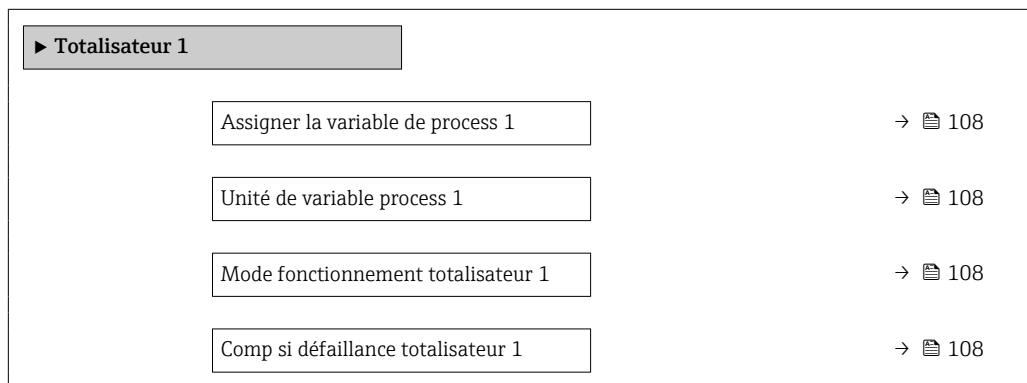 ► Totalisateur 1
Assigner la variable de process 1 → 108
Unité de variable process 1 → 108
Mode fonctionnement totalisateur 1 → 108
Comp si défaillance totalisateur 1 → 108